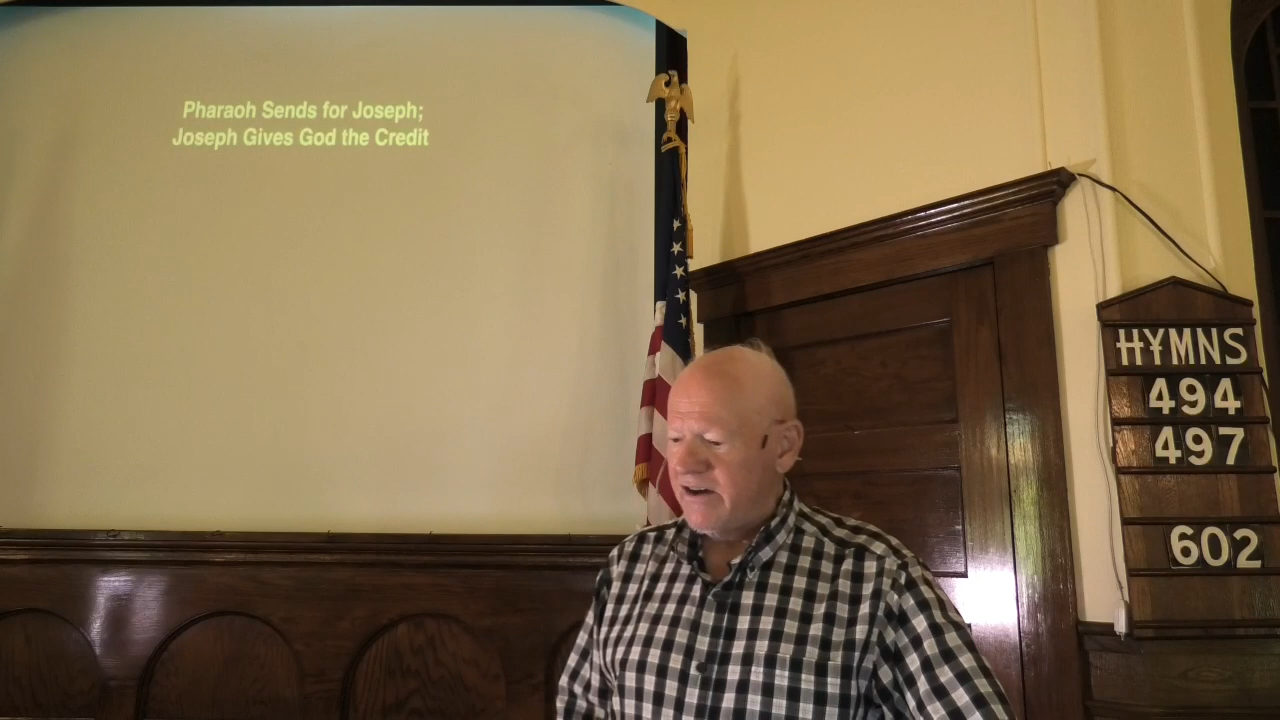 Pharaoh Sends for Joseph;
Joseph Gives God the Credit
HYMNS
494
497
602